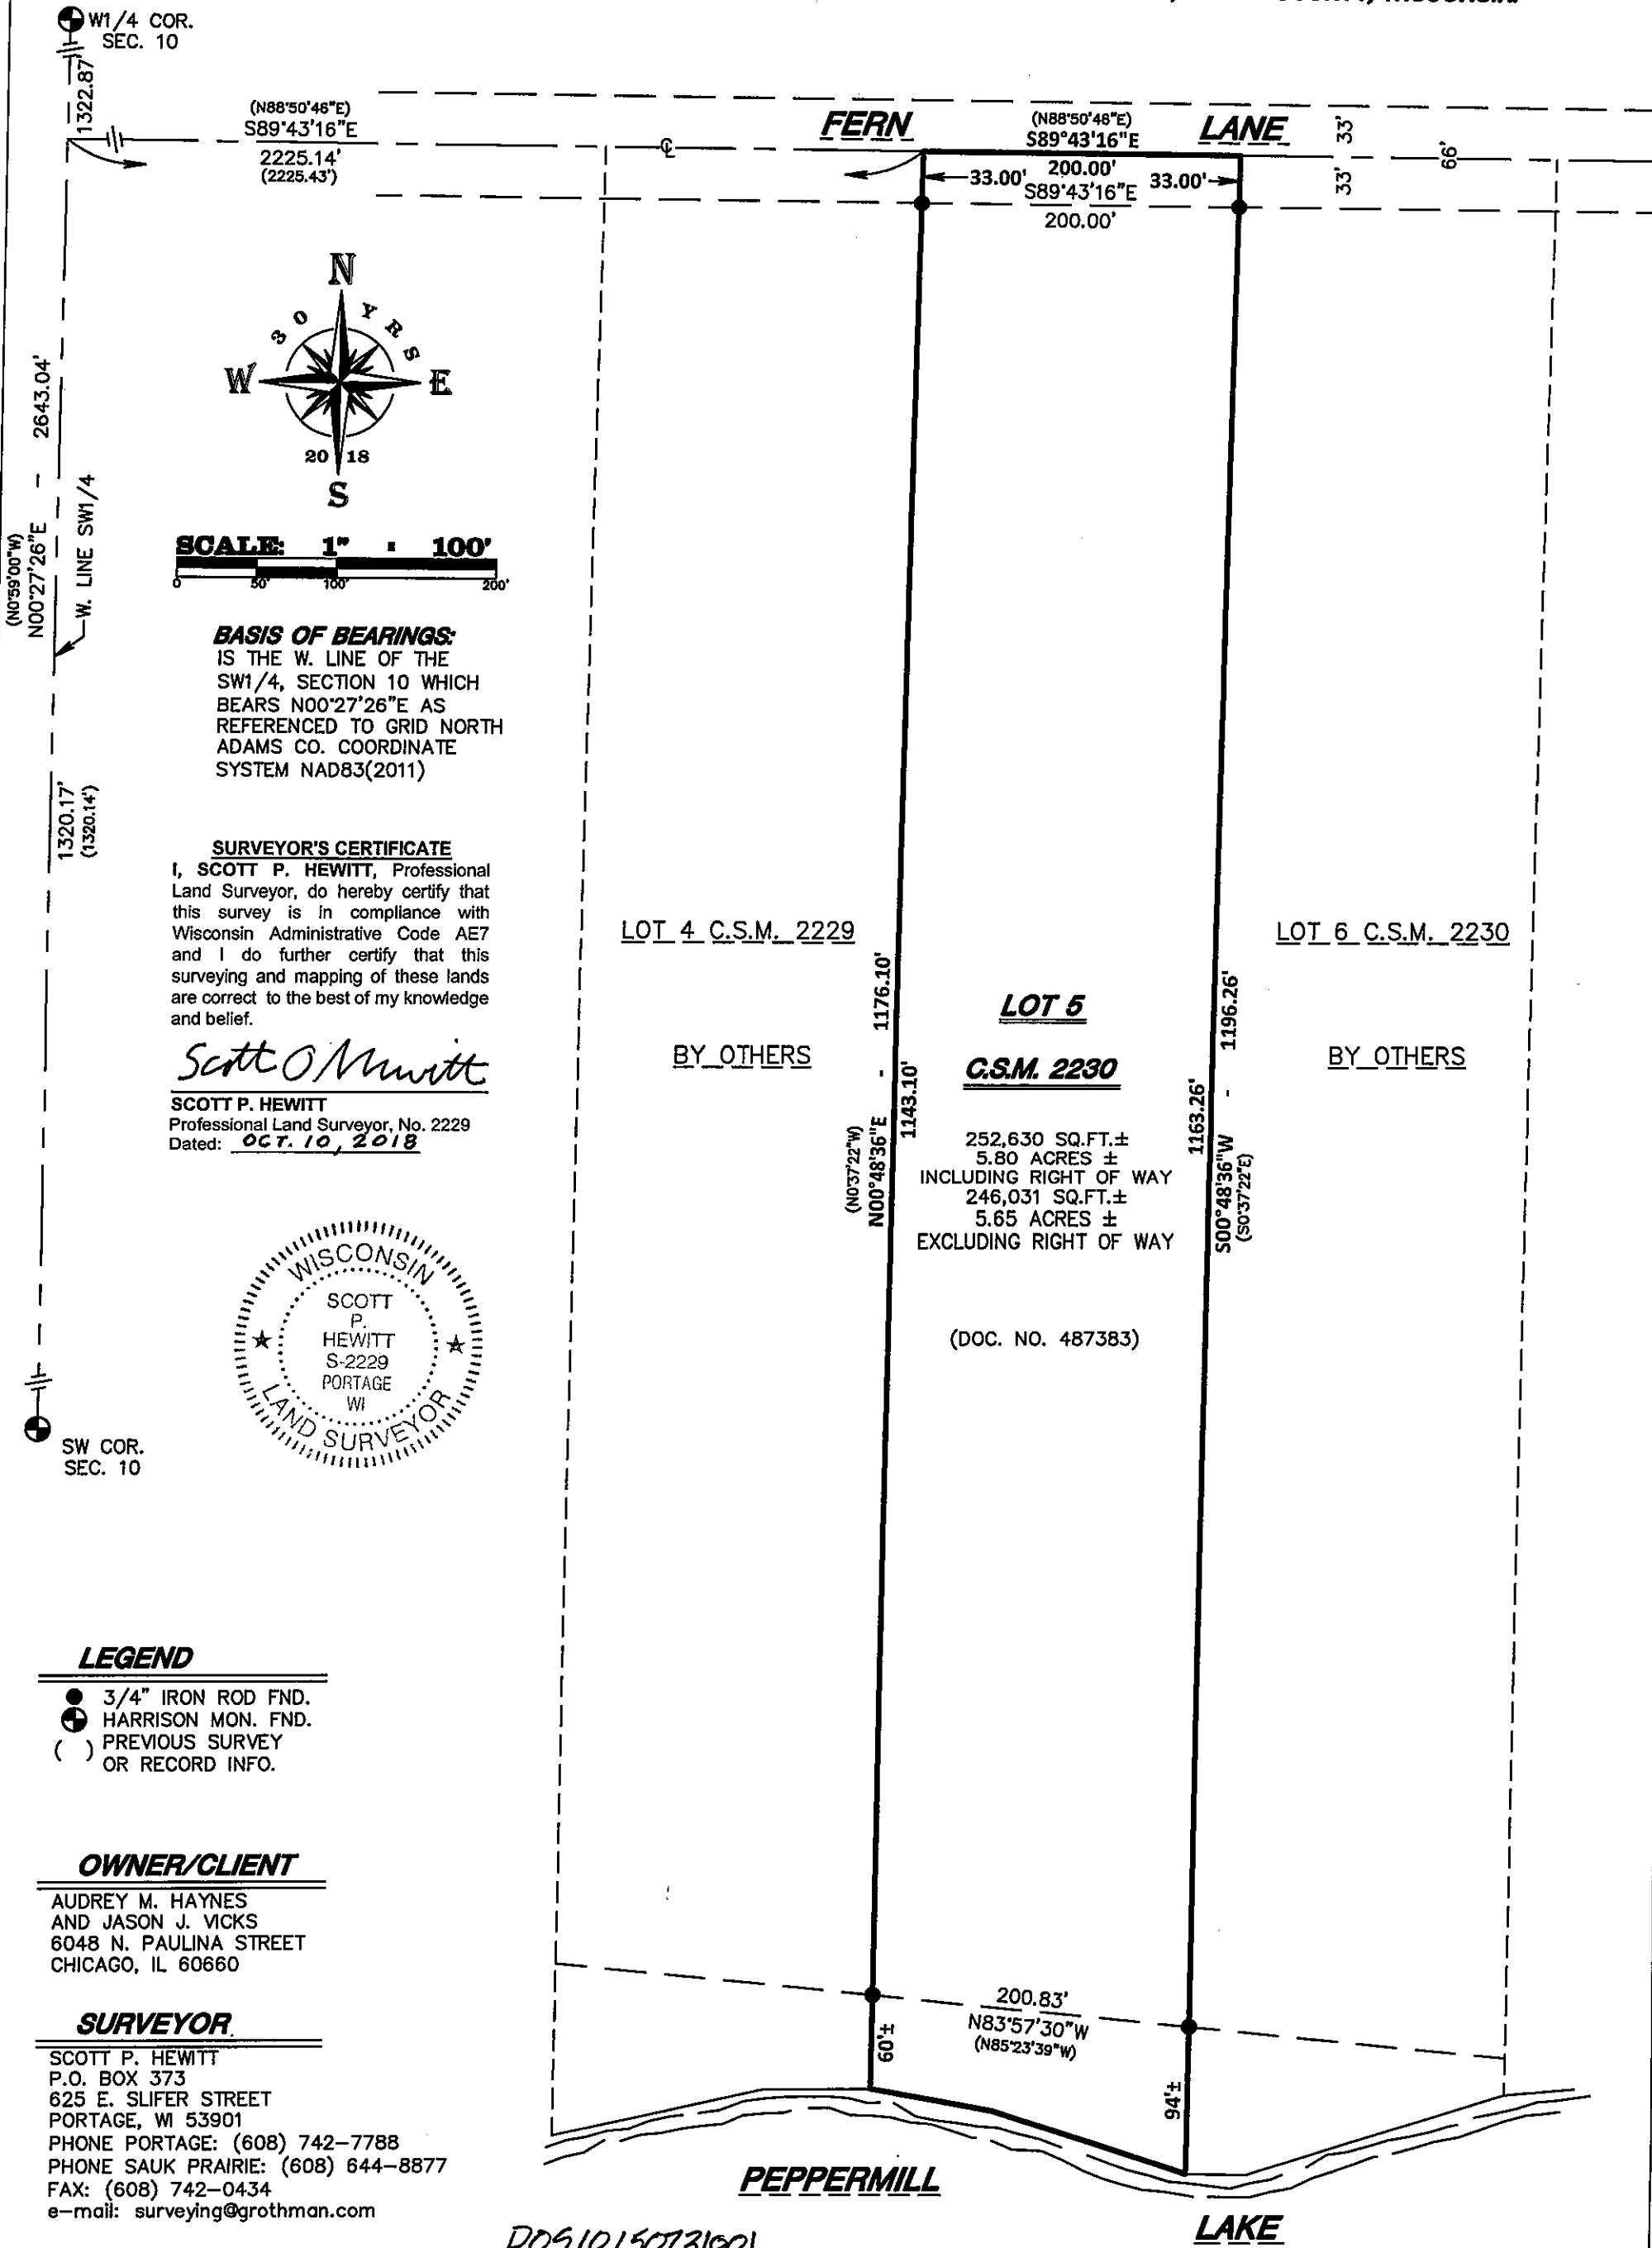 W1/4 COR.
SEC. 10
1322.87'
(N88°50'46"E)
S89°43'16"E
2225.14'
(2225.43')
℄
FERN
(N88°50'46"E)
S89°43'16"E
200.00'
LANE
33.00'
S89°43'16"E
33.00'
200.00'
33'
33'
66'
N
30 YRS
W
E
20 18
S
(N0°59'00"W)
N00°27'26"E - 2643.04'
W. LINE SW1/4
SCALE: 1" = 100'
0 50' 100' 200'
BASIS OF BEARINGS:
IS THE W. LINE OF THE
SW1/4, SECTION 10 WHICH
BEARS N00°27'26"E AS
REFERENCED TO GRID NORTH
ADAMS CO. COORDINATE
SYSTEM NAD83(2011)
1320.17'
(1320.14')
SURVEYOR'S CERTIFICATE
I, SCOTT P. HEWITT, Professional
Land Surveyor, do hereby certify that
this survey is in compliance with
Wisconsin Administrative Code AE7
and I do further certify that this
surveying and mapping of these lands
are correct to the best of my knowledge
and belief.
SCOTT P. HEWITT
Professional Land Surveyor, No. 2229
Dated: OCT. 10, 2018
WISCONSIN
SCOTT
P.
HEWITT
S-2229
PORTAGE
WI
LAND SURVEYOR
SW COR.
SEC. 10
LOT 4 C.S.M. 2229
BY OTHERS
(N0°37'22"W)
N00°48'36"E - 1176.10'
1143.10'
LOT 5
C.S.M. 2230
252,630 SQ.FT.±
5.80 ACRES ±
INCLUDING RIGHT OF WAY
246,031 SQ.FT.±
5.65 ACRES ±
EXCLUDING RIGHT OF WAY
(DOC. NO. 487383)
1163.26'
S00°48'36"W - 1196.26'
(S0°37'22"E)
LOT 6 C.S.M. 2230
BY OTHERS
LEGEND
3/4" IRON ROD FND.
HARRISON MON. FND.
( ) PREVIOUS SURVEY
OR RECORD INFO.
OWNER/CLIENT
AUDREY M. HAYNES
AND JASON J. VICKS
6048 N. PAULINA STREET
CHICAGO, IL 60660
SURVEYOR
SCOTT P. HEWITT
P.O. BOX 373
625 E. SLIFER STREET
PORTAGE, WI 53901
PHONE PORTAGE: (608) 742-7788
PHONE SAUK PRAIRIE: (608) 644-8877
FAX: (608) 742-0434
e-mail: surveying@grothman.com
200.83'
N83°57'30"W
(N85°23'39"W)
60'±
94'±
PEPPERMILL
LAKE